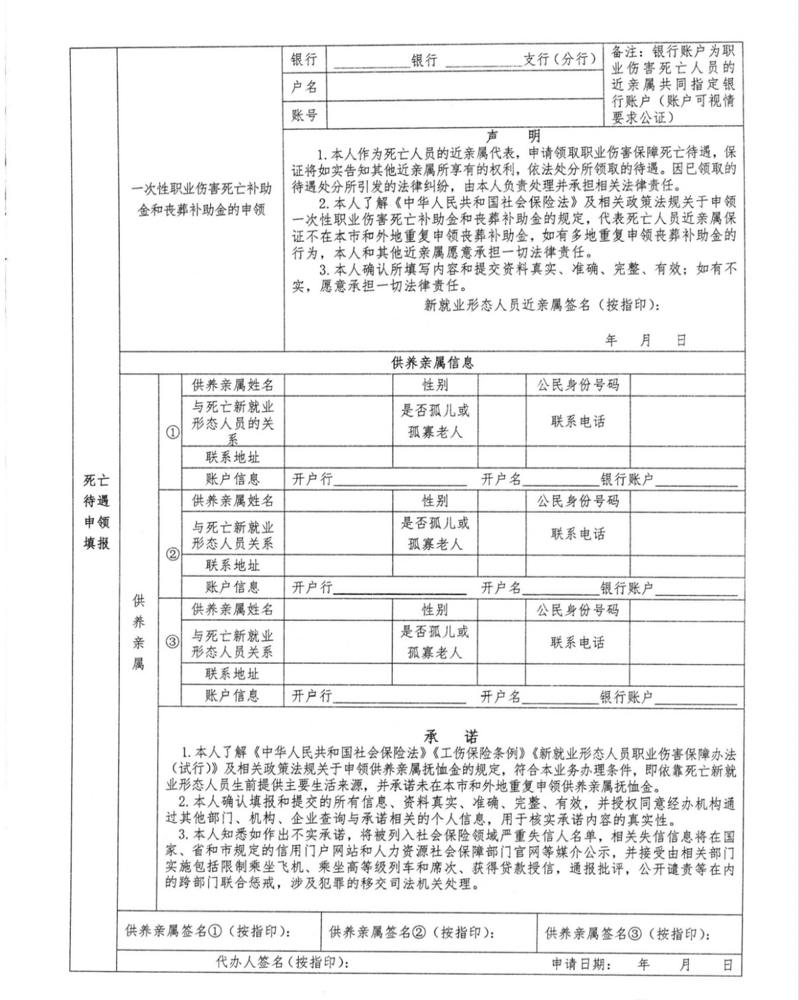 银行 银行 支行(分行)
户名
账号
备注：银行账户为职
业伤害死亡人员的
近亲属共同指定银
行账户（账户可视情
要求公证）
一次性职业伤害死亡补助
金和丧葬补助金的申领
声 明
1.本人作为死亡人员的近亲属代表，申请领取职业伤害保障死亡待遇，保
证将如实告知其他近亲属所享有的权利，依法处分所领取的待遇。因已领取的
待遇处分所引发的法律纠纷，由本人负责处理并承担相关法律责任。
2.本人了解《中华人民共和国社会保险法》及相关政策法规关于申领
一次性职业伤害死亡补助金和丧葬补助金的规定，代表死亡人员近亲属保
证不在本市和外地重复申领丧葬补助金，如有多地重复申领丧葬补助金的
行为，本人和其他近亲属愿意承担一切法律责任。
3.本人确认所填写内容和提交资料真实、准确、完整、有效；如有不
实，愿意承担一切法律责任。
新就业形态人员近亲属签名（按指印）：
年 月 日
死亡
待遇
申领
填报
供养亲属信息
供
养
亲
属
①
供养亲属姓名 性别 公民身份号码
与死亡新就业
形态人员的关
系
是否孤儿或
孤寡老人
联系电话
联系地址
账户信息 开户行 开户名 银行账户
②
供养亲属姓名 性别 公民身份号码
与死亡新就业
形态人员关系
是否孤儿或
孤寡老人
联系电话
联系地址
账户信息 开户行 开户名 银行账户
③
供养亲属姓名 性别 公民身份号码
与死亡新就业
形态人员关系
是否孤儿或
孤寡老人
联系电话
联系地址
账户信息 开户行 开户名 银行账户
承 诺
1.本人了解《中华人民共和国社会保险法》《工伤保险条例》《新就业形态人员职业伤害保障办法
（试行）》及相关政策法规关于申领供养亲属抚恤金的规定，符合本业务办理条件，即依靠死亡新就
业形态人员生前提供主要生活来源，并承诺未在本市和外地重复申领供养亲属抚恤金。
2.本人确认填报和提交的所有信息、资料真实、准确、完整、有效，并授权同意经办机构通
过其他部门、机构、企业查询与承诺相关的个人信息，用于核实承诺内容的真实性。
3.本人知悉如作出不实承诺，将被列入社会保险领域严重失信人名单，相关失信信息将在国
家、省和市规定的信用门户网站和人力资源社会保障部门官网等媒介公示，并接受由相关部门
实施包括限制乘坐飞机、乘坐高等级列车和席次、获得贷款授信，通报批评，公开谴责等在内
的跨部门联合惩戒，涉及犯罪的移交司法机关处理。
供养亲属签名①（按指印）： 供养亲属签名②（按指印）： 供养亲属签名③（按指印）：
代办人签名（按指印）： 申请日期： 年 月 日